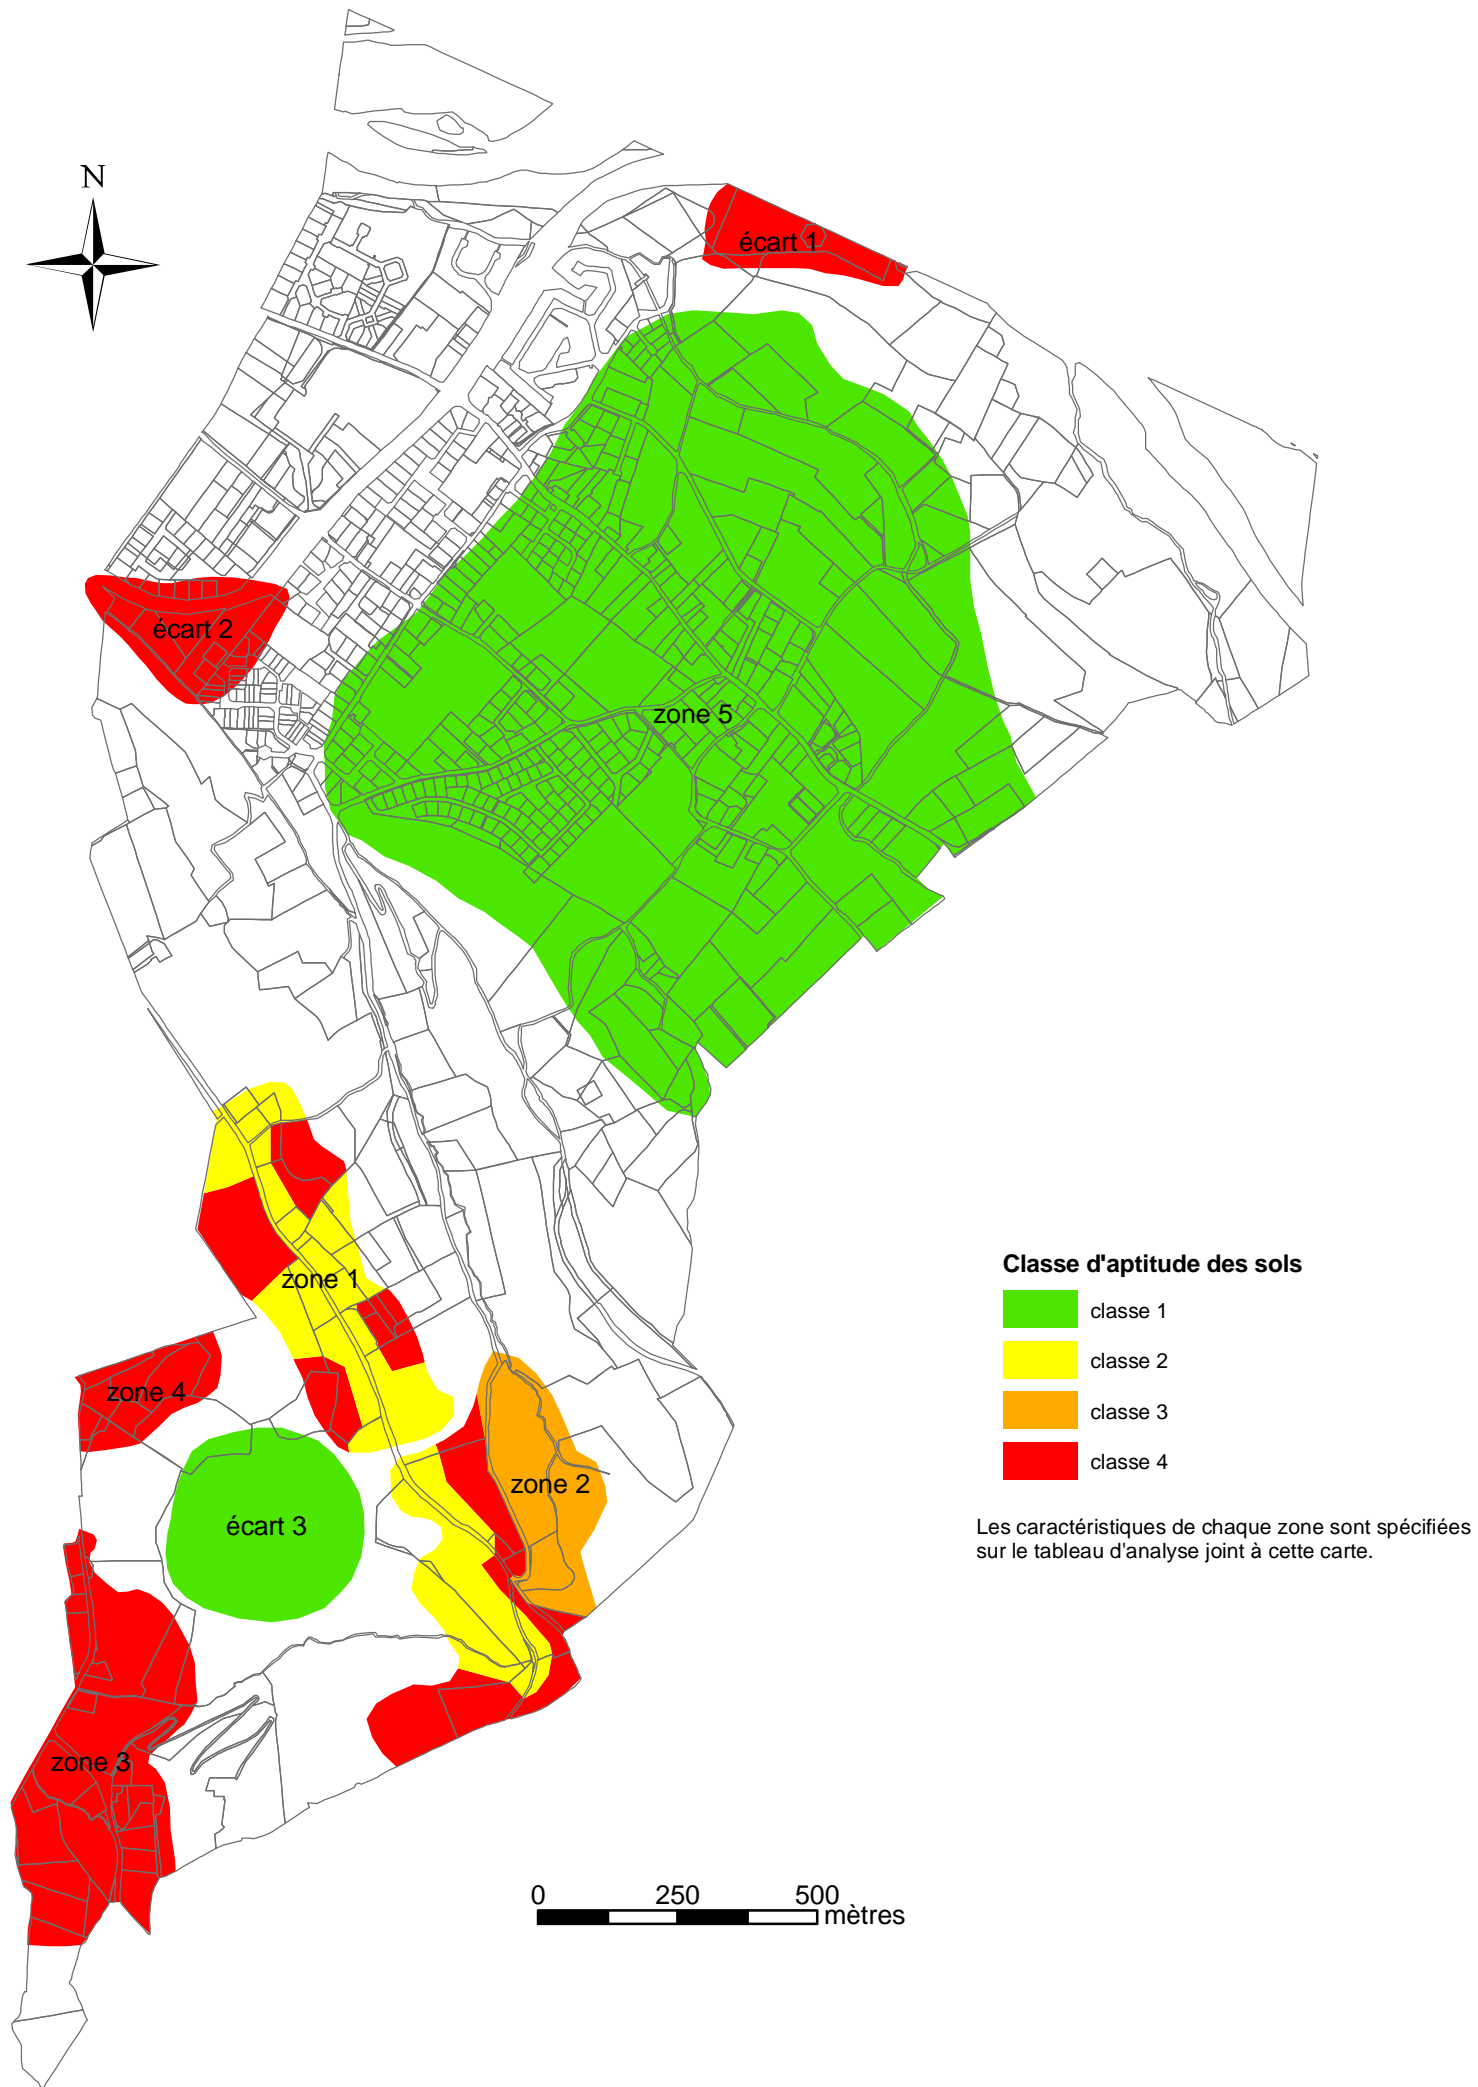 N
écart 1
écart 2
zone 5
zone 1
zone 4
zone 2
écart 3
zone 3
Classe d'aptitude des sols
classe 1
classe 2
classe 3
classe 4
Les caractéristiques de chaque zone sont spécifiées
sur le tableau d'analyse joint à cette carte.
0 250 500
mètres